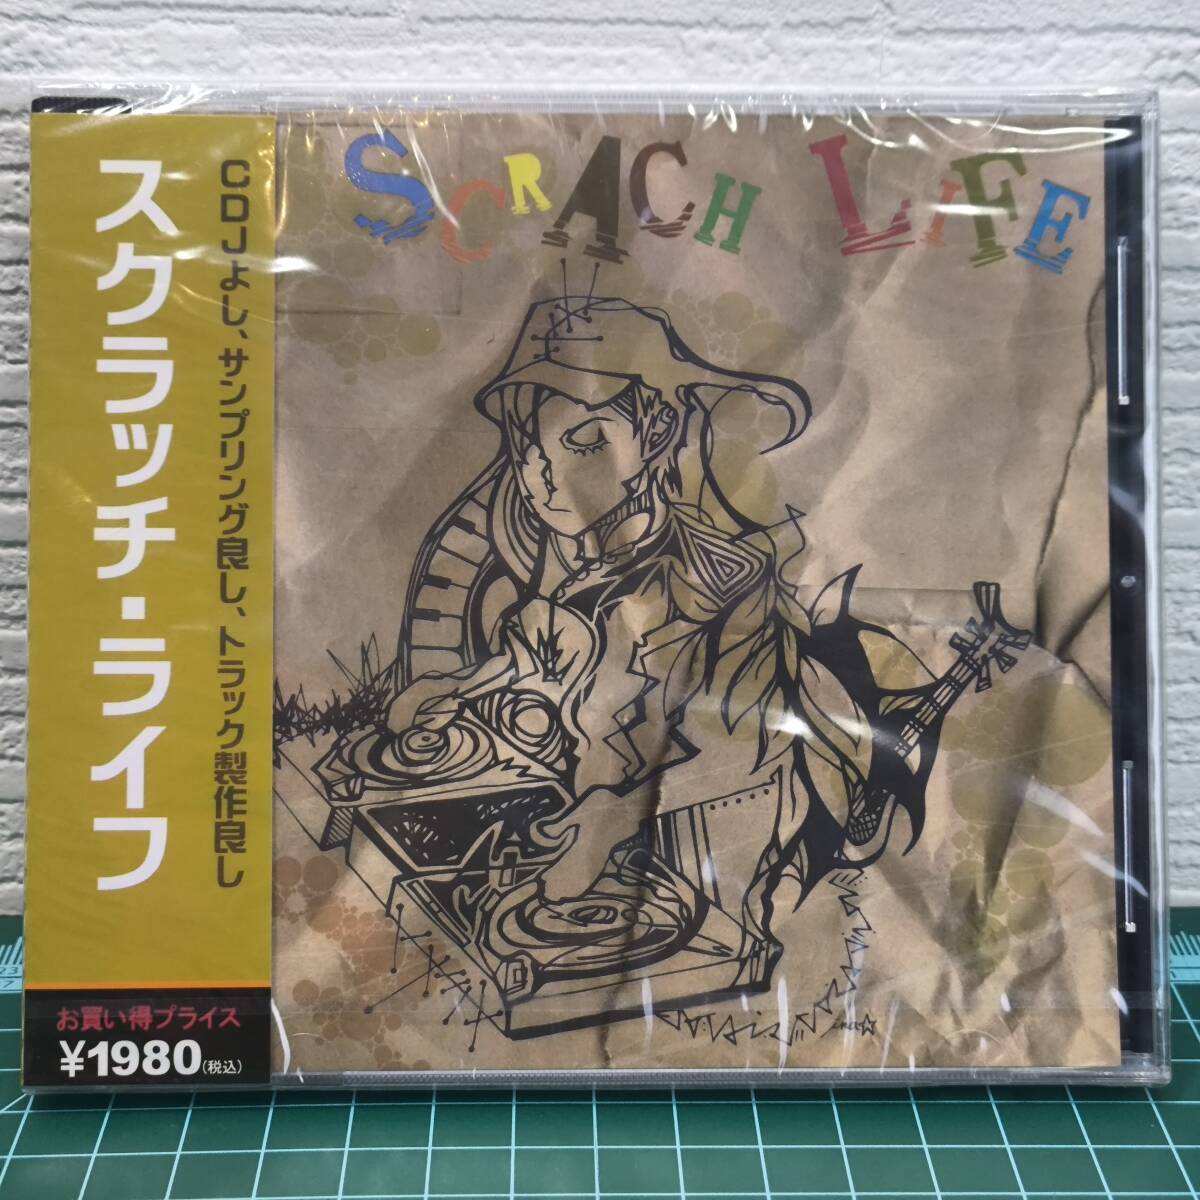 SCRACH LIFE
スクラッチ・ライフ
CDJよし、サンプリング良し、トラック製作良し
お買い得プライス
¥1980(税込)
ina☆